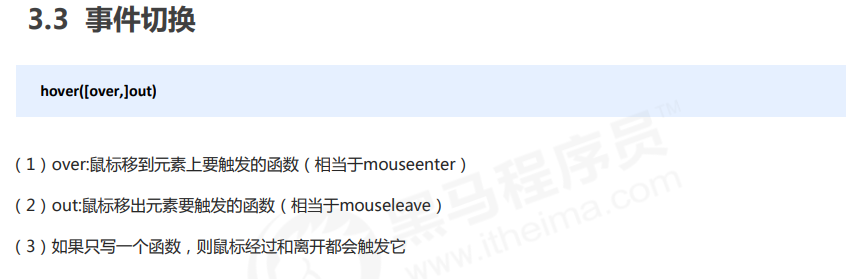 3.3 事件切换
hover([over,]out)
（1）over:鼠标移到元素上要触发的函数（相当于mouseenter）
（2）out:鼠标移出元素要触发的函数（相当于mouseleave）
（3）如果只写一个函数，则鼠标经过和离开都会触发它
黑马程序员™
www.itheima.com